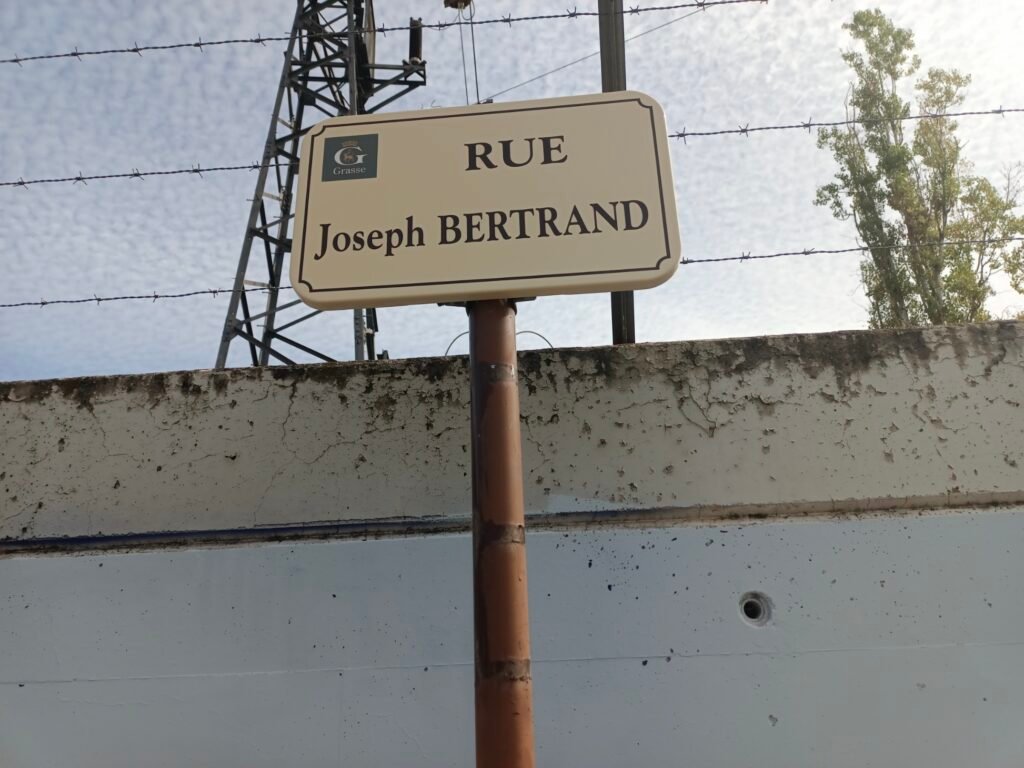 G
Grasse
RUE
Joseph BERTRAND